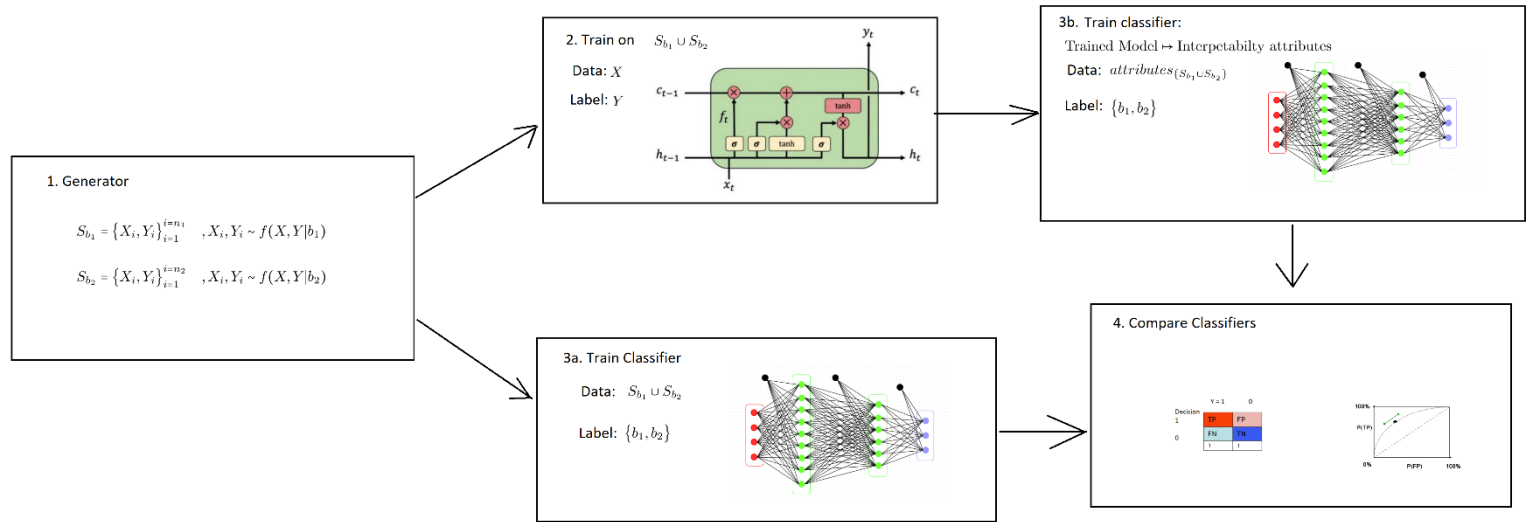 1. Generator
S_{b_1} = {X_i, Y_i}_{i=1}^{i=n_1} , X_i, Y_i ~ f(X, Y|b_1)
S_{b_2} = {X_i, Y_i}_{i=1}^{i=n_2} , X_i, Y_i ~ f(X, Y|b_2)
2. Train on S_{b_1} ∪ S_{b_2}
Data: X
Label: Y
y_t
c_{t-1}
c_t
f_t
tanh
σ
σ
tanh
σ
h_{t-1}
h_t
x_t
3a. Train Classifier
Data: S_{b_1} ∪ S_{b_2}
Label: {b_1, b_2}
3b. Train classifier:
Trained Model ↦ Interpetabilty attributes
Data: attributes_{\{S_{b_1} ∪ S_{b_2}\}}
Label: {b_1, b_2}
4. Compare Classifiers
Y = 1 0
Decision
1 TP FP
0 FN TN
1 1
100%
P(TP)
0%
P(FP)
100%